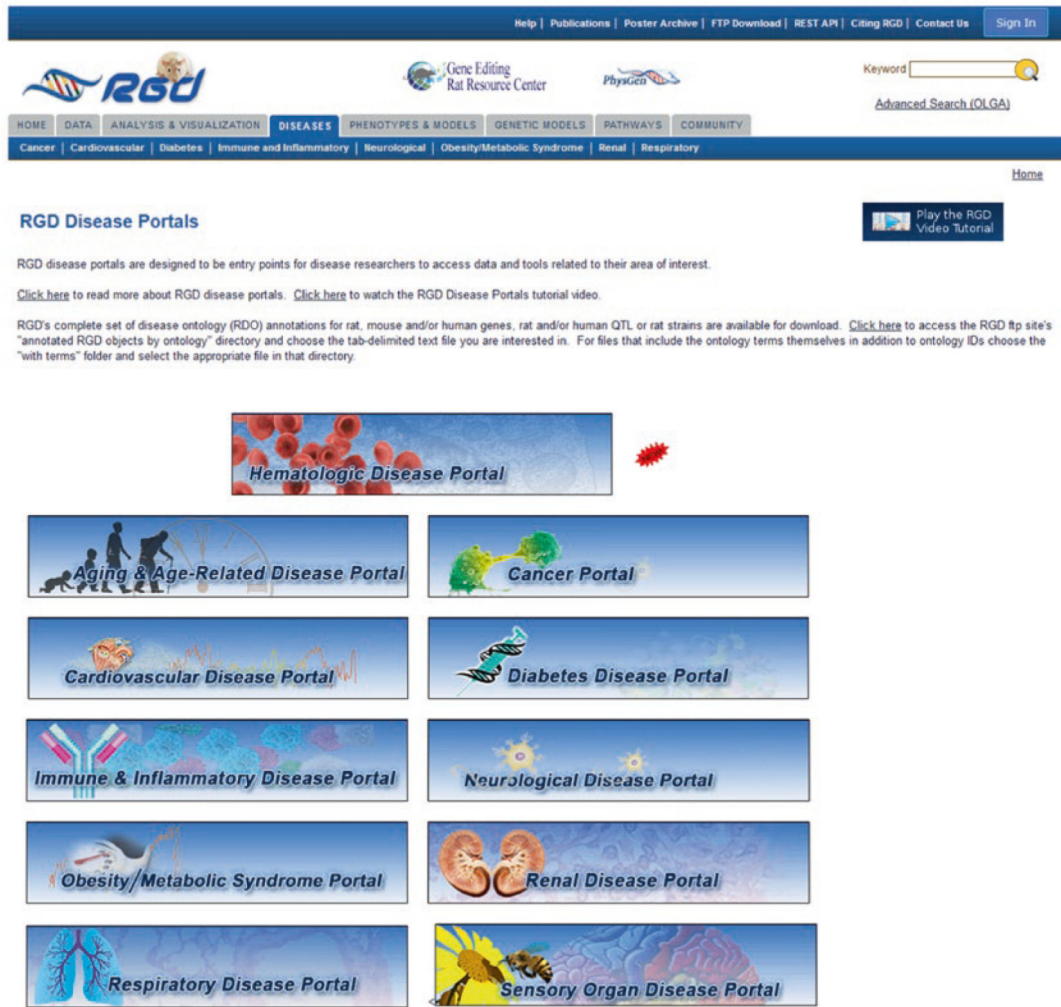 Help | Publications | Poster Archive | FTP Download | REST API | Citing RGD | Contact Us Sign In
RGD
Gene Editing
Rat Resource Center
PhysGen
Keyword
Advanced Search (OLGA)
HOME DATA ANALYSIS & VISUALIZATION DISEASES PHENOTYPES & MODELS GENETIC MODELS PATHWAYS COMMUNITY
Cancer | Cardiovascular | Diabetes | Immune and Inflammatory | Neurological | Obesity/Metabolic Syndrome | Renal | Respiratory
Home
RGD Disease Portals
Play the RGD
Video Tutorial
RGD disease portals are designed to be entry points for disease researchers to access data and tools related to their area of interest.
Click here to read more about RGD disease portals. Click here to watch the RGD Disease Portals tutorial video.
RGD's complete set of disease ontology (RDO) annotations for rat, mouse and/or human genes, rat and/or human QTL or rat strains are available for download. Click here to access the RGD ftp site's
"annotated RGD objects by ontology" directory and choose the tab-delimited text file you are interested in. For files that include the ontology terms themselves in addition to ontology IDs choose the
"with terms" folder and select the appropriate file in that directory.
Hematologic Disease Portal
Aging & Age-Related Disease Portal
Cancer Portal
Cardiovascular Disease Portal
Diabetes Disease Portal
Immune & Inflammatory Disease Portal
Neurological Disease Portal
Obesity/Metabolic Syndrome Portal
Renal Disease Portal
Respiratory Disease Portal
Sensory Organ Disease Portal